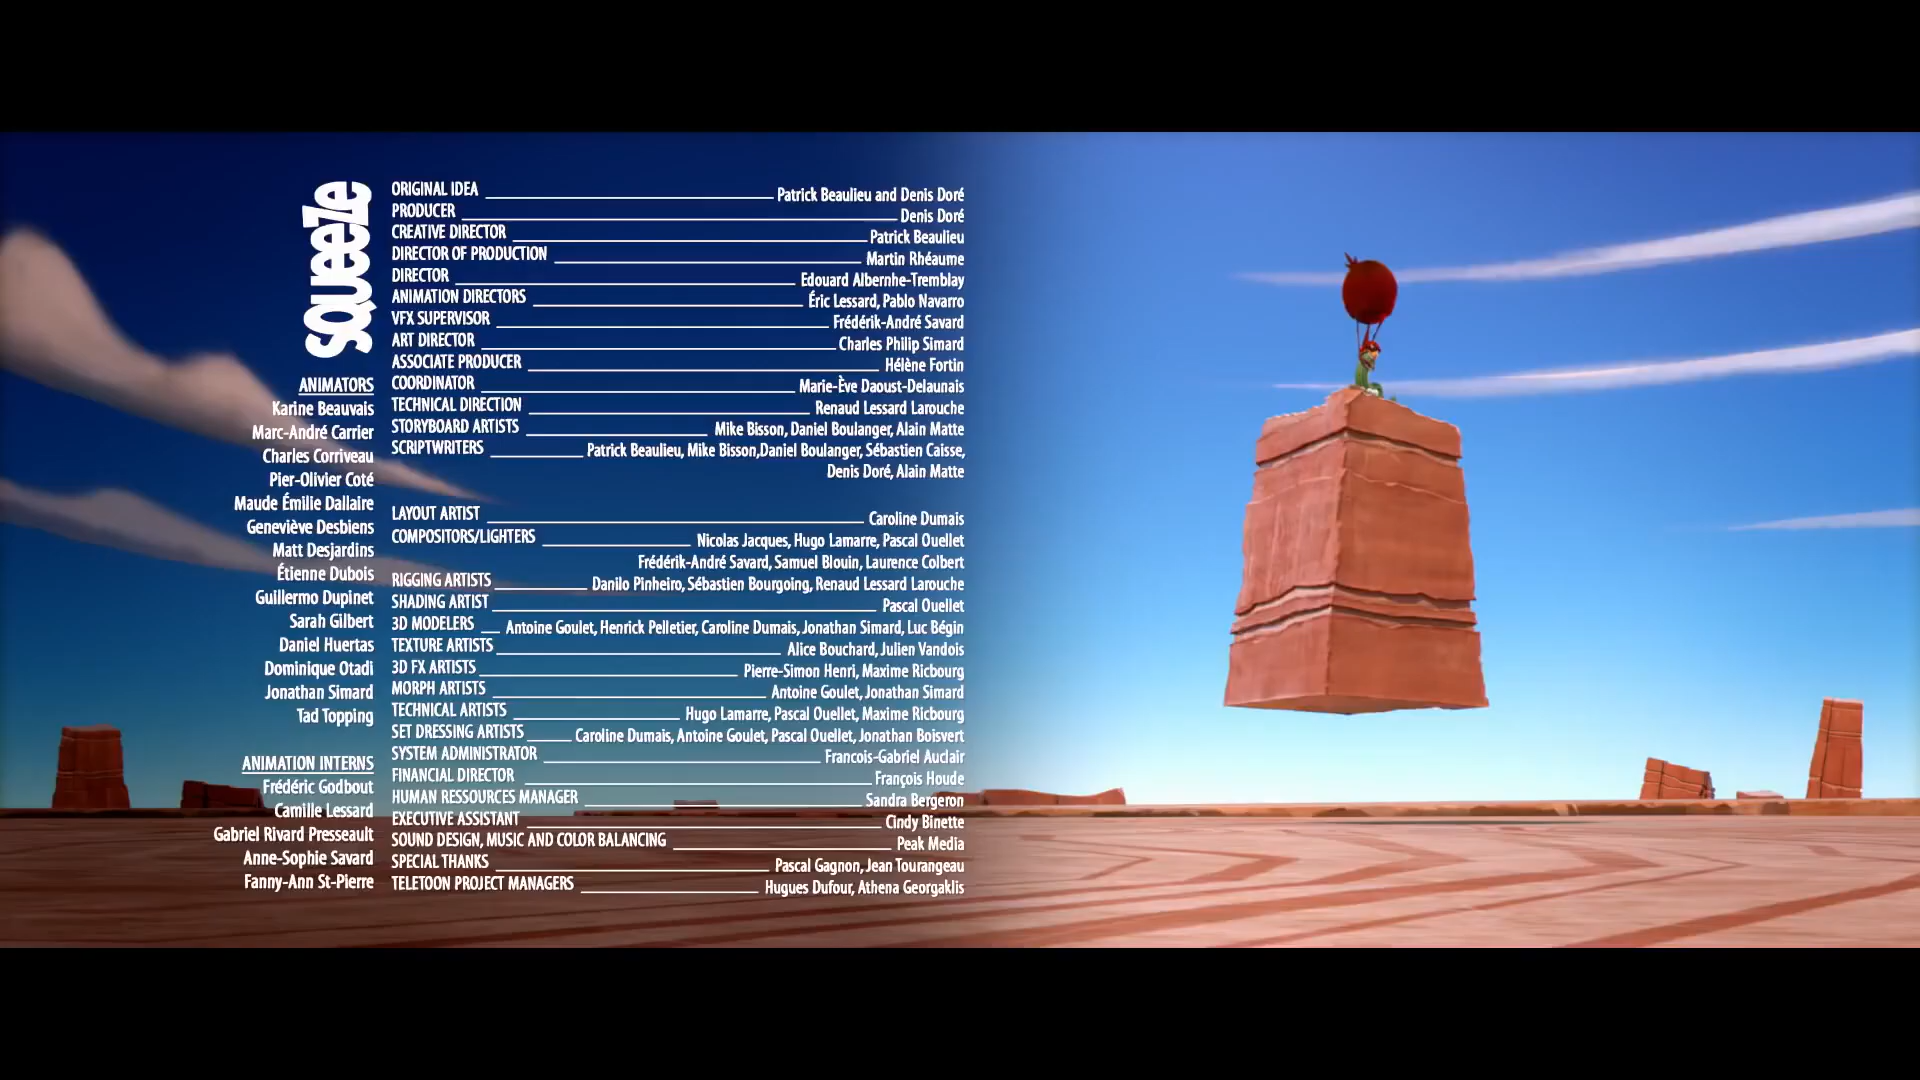 squeeze
ANIMATORS
Karine Beauvais
Marc-André Carrier
Charles Corriveau
Pier-Olivier Coté
Maude Émilie Dallaire
Geneviève Desbiens
Matt Desjardins
Étienne Dubois
Guillermo Dupinet
Sarah Gilbert
Daniel Huertas
Dominique Otadi
Jonathan Simard
Tad Topping
ANIMATION INTERNS
Frédéric Godbout
Camille Lessard
Gabriel Rivard Presseault
Anne-Sophie Savard
Fanny-Ann St-Pierre
ORIGINAL IDEA Patrick Beaulieu and Denis Doré
PRODUCER Denis Doré
CREATIVE DIRECTOR Patrick Beaulieu
DIRECTOR OF PRODUCTION Martin Rhéaume
DIRECTOR Edouard Albernhe-Tremblay
ANIMATION DIRECTORS Éric Lessard, Pablo Navarro
VFX SUPERVISOR Frédérik-André Savard
ART DIRECTOR Charles Philip Simard
ASSOCIATE PRODUCER Hélène Fortin
COORDINATOR Marie-Ève Daoust-Delaunais
TECHNICAL DIRECTION Renaud Lessard Larouche
STORYBOARD ARTISTS Mike Bisson, Daniel Boulanger, Alain Matte
SCRIPTWRITERS Patrick Beaulieu, Mike Bisson,Daniel Boulanger, Sébastien Caisse,
Denis Doré, Alain Matte
LAYOUT ARTIST Caroline Dumais
COMPOSITORS/LIGHTERS Nicolas Jacques, Hugo Lamarre, Pascal Ouellet
Frédérik-André Savard, Samuel Blouin, Laurence Colbert
RIGGING ARTISTS Danilo Pinheiro, Sébastien Bourgoing, Renaud Lessard Larouche
SHADING ARTIST Pascal Ouellet
3D MODELERS Antoine Goulet, Henrick Pelletier, Caroline Dumais, Jonathan Simard, Luc Bégin
TEXTURE ARTISTS Alice Bouchard, Julien Vandois
3D FX ARTISTS Pierre-Simon Henri, Maxime Ricbourg
MORPH ARTISTS Antoine Goulet, Jonathan Simard
TECHNICAL ARTISTS Hugo Lamarre, Pascal Ouellet, Maxime Ricbourg
SET DRESSING ARTISTS Caroline Dumais, Antoine Goulet, Pascal Ouellet, Jonathan Boisvert
SYSTEM ADMINISTRATOR Francois-Gabriel Auclair
FINANCIAL DIRECTOR François Houde
HUMAN RESSOURCES MANAGER Sandra Bergeron
EXECUTIVE ASSISTANT Cindy Binette
SOUND DESIGN, MUSIC AND COLOR BALANCING Peak Media
SPECIAL THANKS Pascal Gagnon, Jean Tourangeau
TELETOON PROJECT MANAGERS Hugues Dufour, Athena Georgaklis